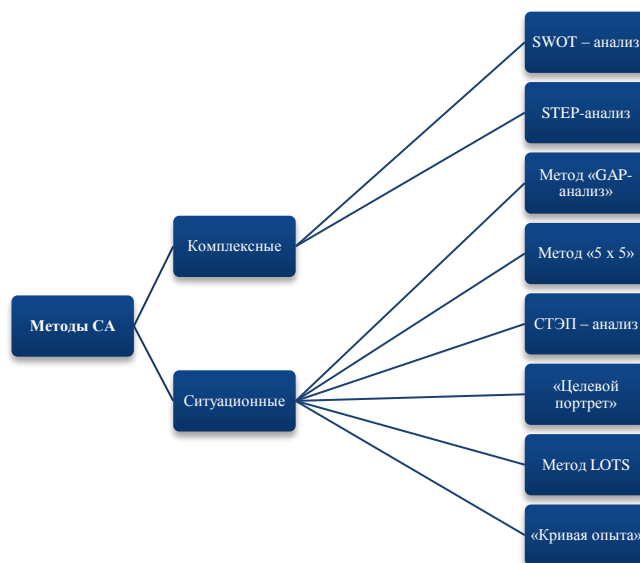 SWOT – анализ
STEP-анализ
Метод «GAP-
анализ»
Комплексные
Метод «5 x 5»
Методы СА
СТЭП – анализ
Ситуационные
«Целевой
портрет»
Метод LOTS
«Кривая опыта»